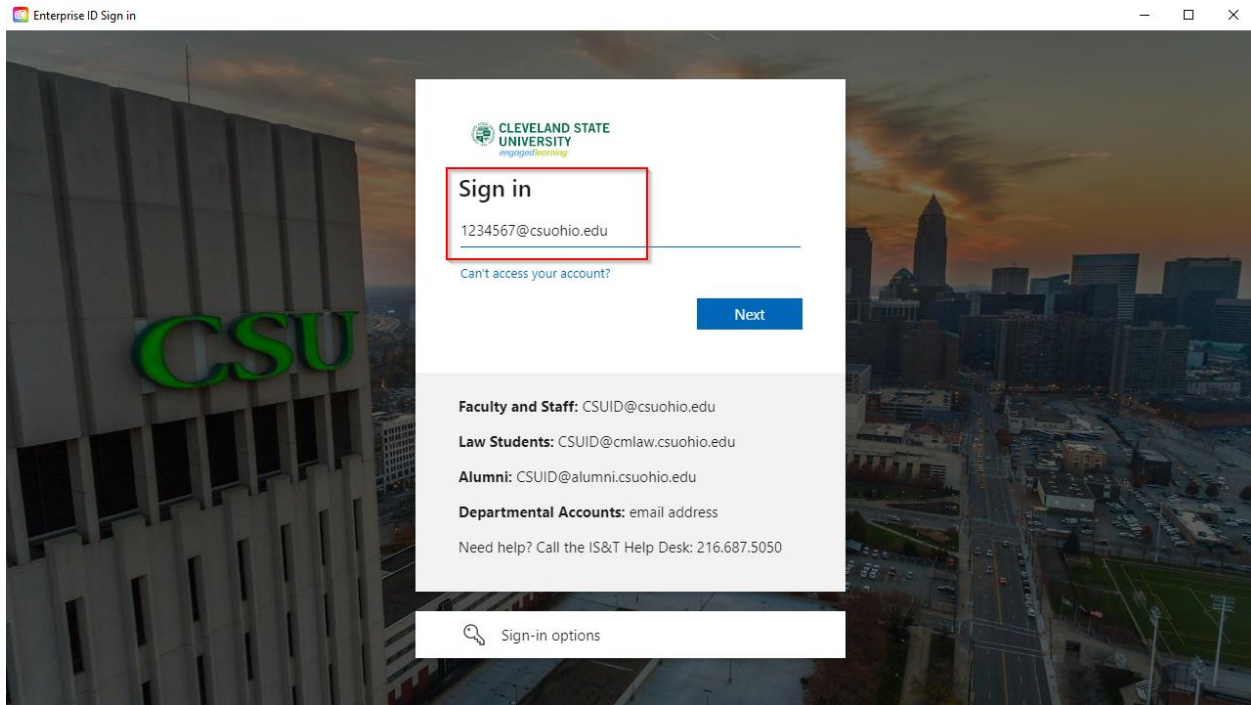 Enterprise ID Sign in
CLEVELAND STATE
UNIVERSITY
engagedlearning
Sign in
1234567@csuohio.edu
Can't access your account?
Next
CSU
Faculty and Staff: CSUID@csuohio.edu
Law Students: CSUID@cmlaw.csuohio.edu
Alumni: CSUID@alumni.csuohio.edu
Departmental Accounts: email address
Need help? Call the IS&T Help Desk: 216.687.5050
Sign-in options